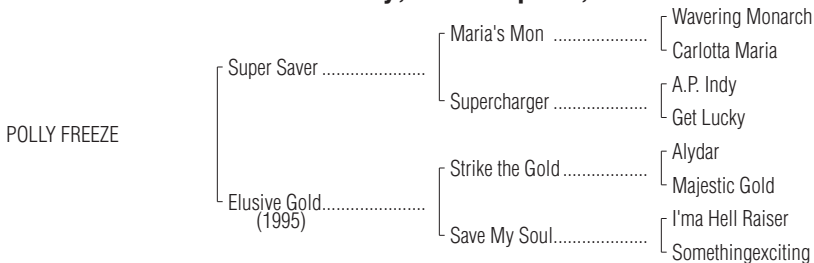 Wavering Monarch
Maria's Mon ....................
Carlotta Maria
Super Saver ......................
A.P. Indy
Supercharger ....................
Get Lucky
POLLY FREEZE
Alydar
Strike the Gold ..................
Majestic Gold
Elusive Gold......................
(1995)
I'ma Hell Raiser
Save My Soul....................
Somethingexciting